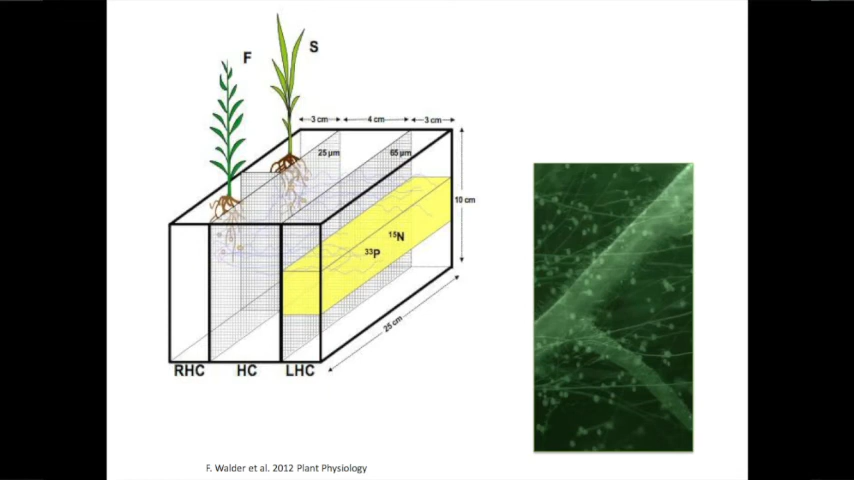 F
S
3 cm
4 cm
3 cm
25 µm
65 µm
10 cm
15N
33P
25 cm
RHC
HC
LHC
F. Walder et al. 2012 Plant Physiology